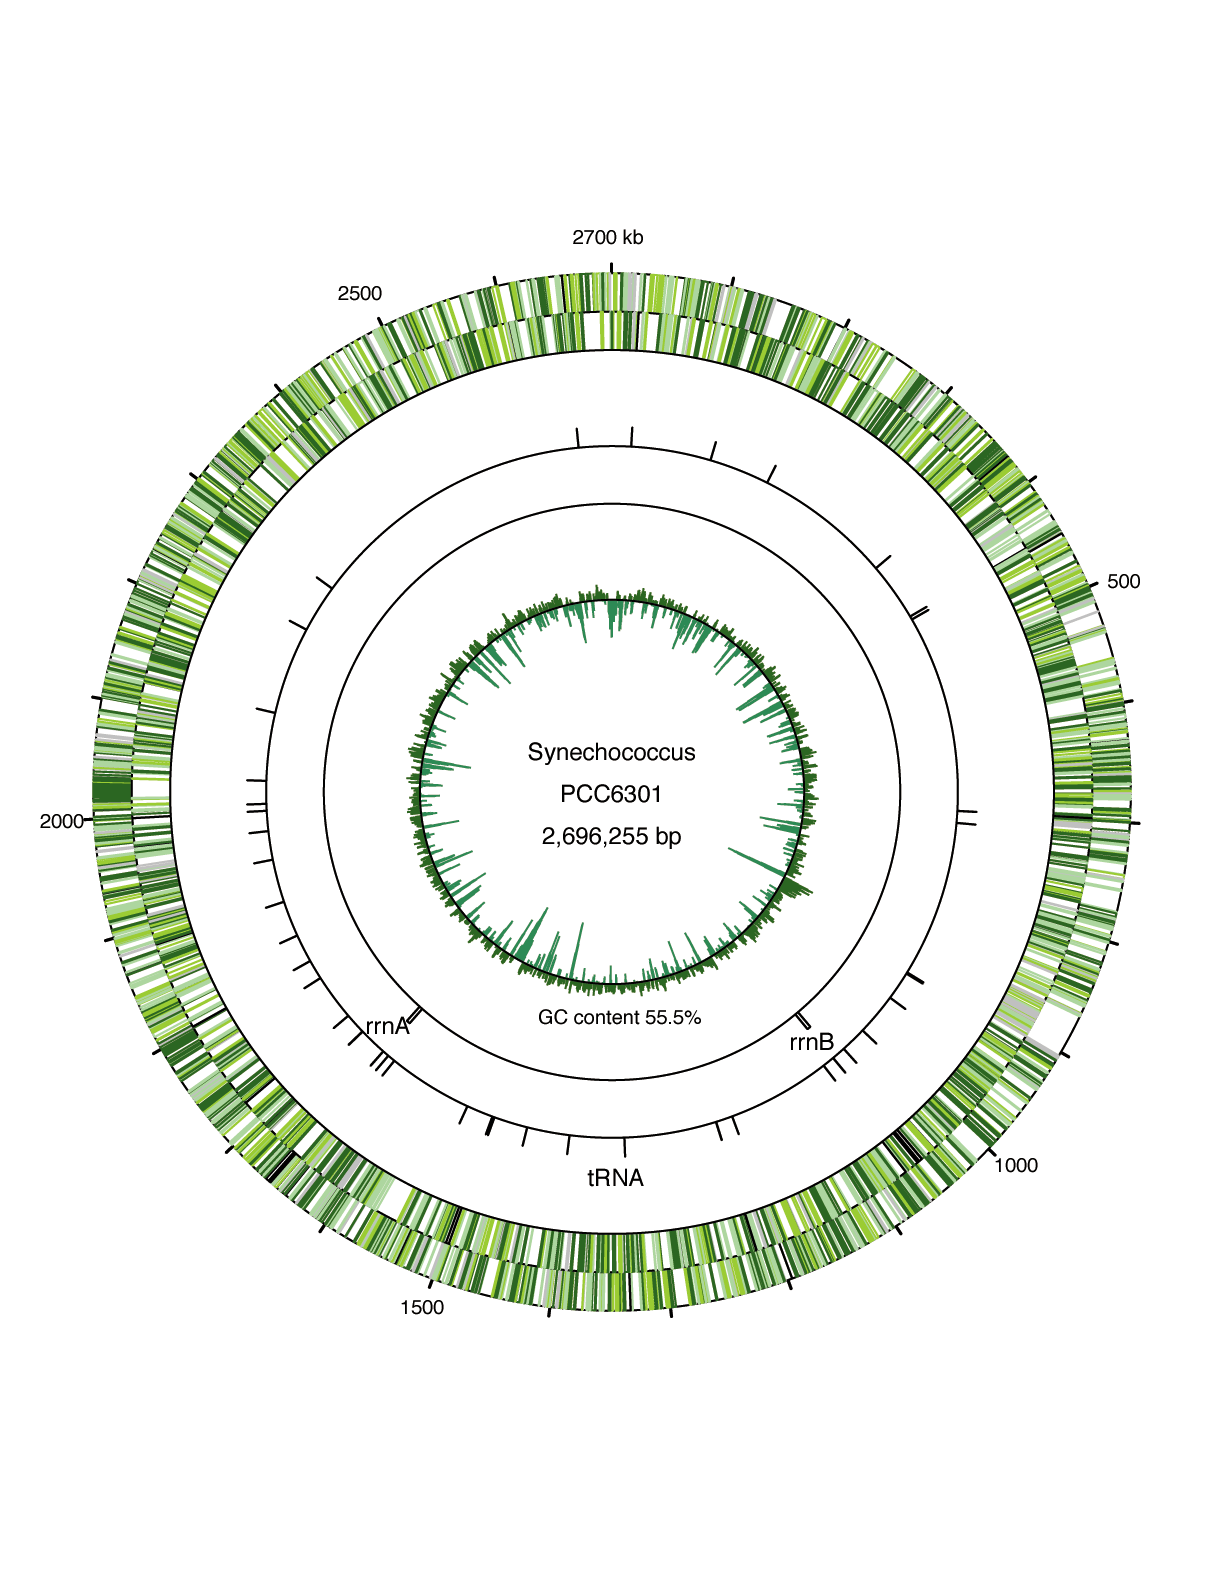 2700 kb
2500
500
Synechococcus
PCC6301
2,696,255 bp
2000
GC content 55.5%
rrnA
rrnB
1000
tRNA
1500